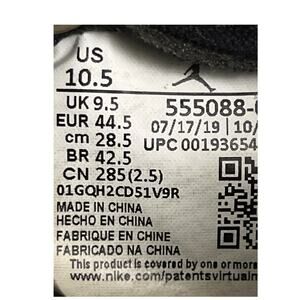 US
10.5
UK 9.5
EUR 44.5
cm 28.5
BR 42.5
CN 285(2.5)
555088-
07/17/19 | 10/
UPC 00193654
01GQH2CD51V9R
MADE IN CHINA
HECHO EN CHINA
FABRIQUE EN CHINE
FABRICADO NA CHINA
This product is covered by one or m
www.nike.com/patentsvirtualm